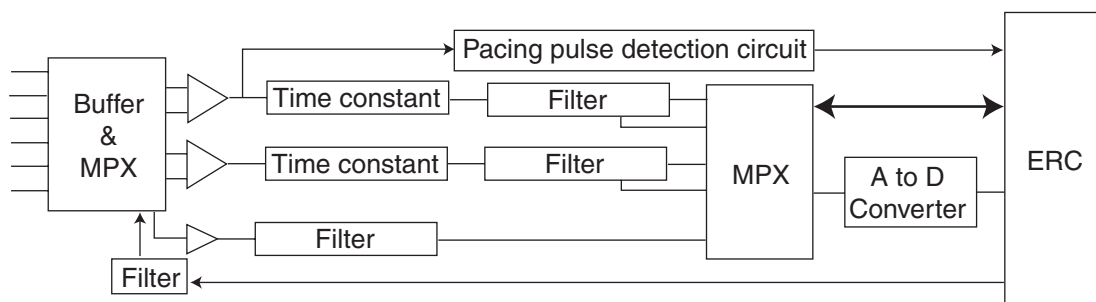 Pacing pulse detection circuit
Buffer
&
MPX
Time constant
Filter
Time constant
Filter
MPX
A to D
Converter
ERC
Filter
Filter